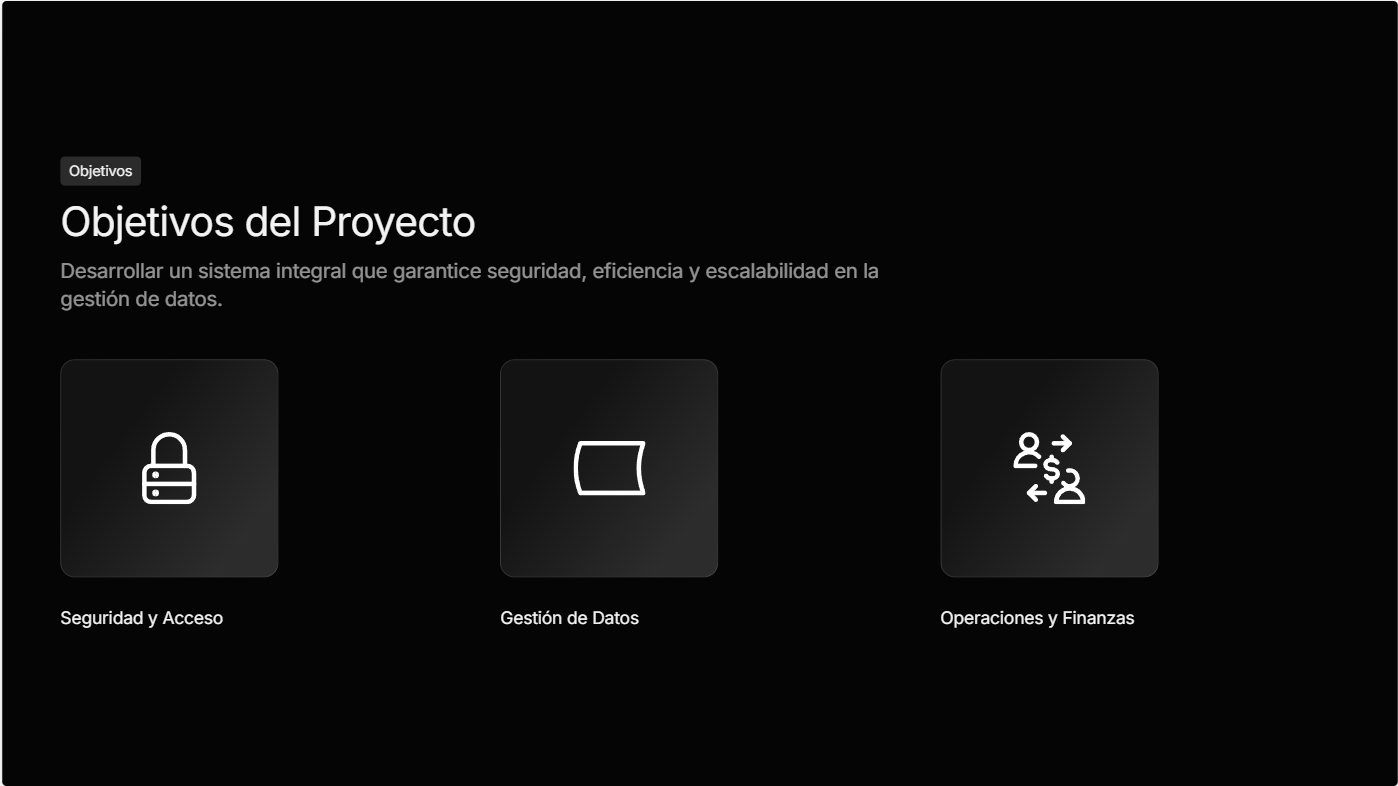 Objetivos
Objetivos del Proyecto
Desarrollar un sistema integral que garantice seguridad, eficiencia y escalabilidad en la
gestión de datos.
Seguridad y Acceso
Gestión de Datos
Operaciones y Finanzas